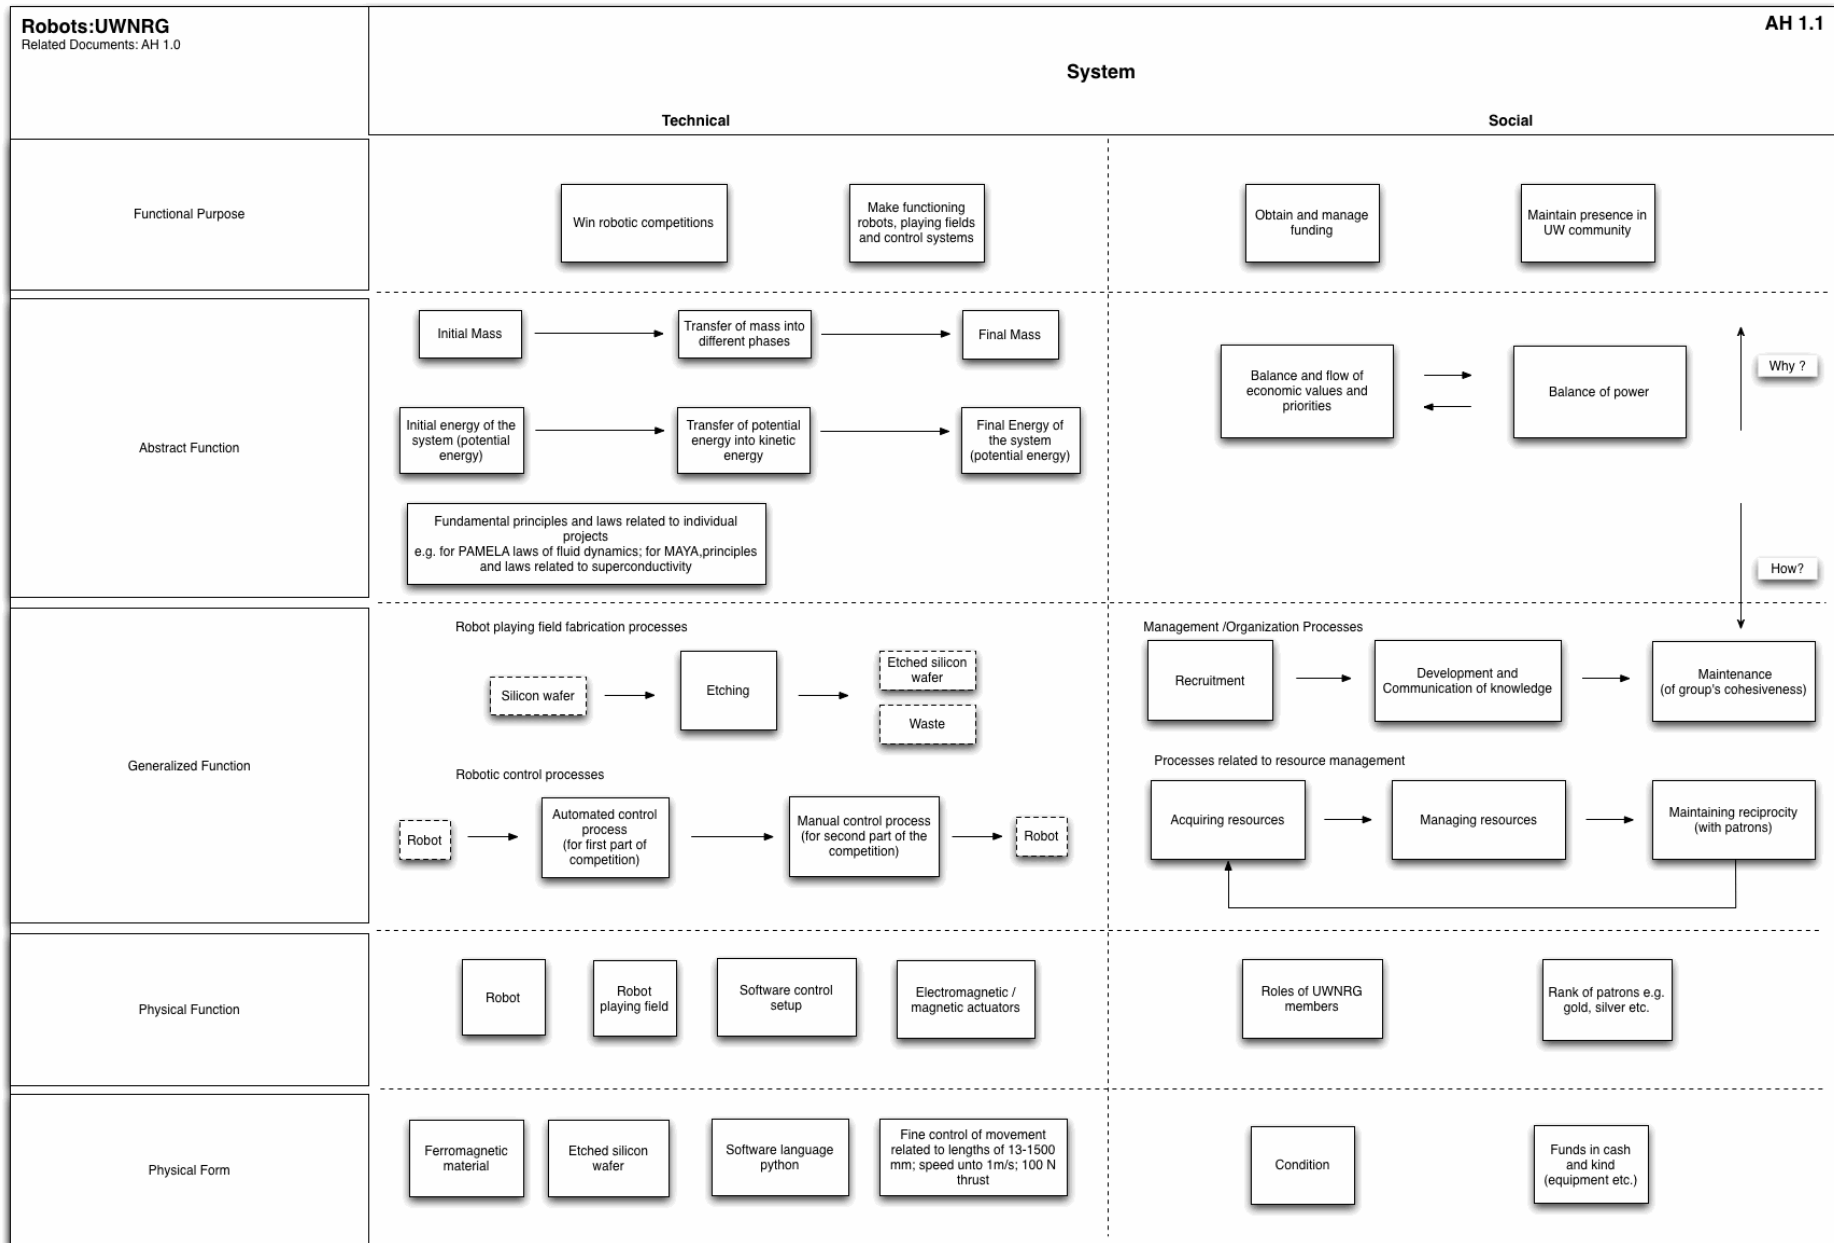 Robots:UWNRG
Related Documents: AH 1.0
AH 1.1
System
Technical
Social
Functional Purpose
Win robotic competitions
Make functioning
robots, playing fields
and control systems
Obtain and manage
funding
Maintain presence in
UW community
Abstract Function
Initial Mass
Transfer of mass into
different phases
Final Mass
Initial energy of the
system (potential
energy)
Transfer of potential
energy into kinetic
energy
Final Energy of
the system
(potential energy)
Fundamental principles and laws related to individual
projects
e.g. for PAMELA laws of fluid dynamics; for MAYA,principles
and laws related to superconductivity
Balance and flow of
economic values and
priorities
Balance of power
Why ?
How?
Generalized Function
Robot playing field fabrication processes
Silicon wafer
Etching
Etched silicon
wafer
Waste
Robotic control processes
Robot
Automated control
process
(for first part of
competition)
Manual control process
(for second part of the
competition)
Robot
Management /Organization Processes
Recruitment
Development and
Communication of knowledge
Maintenance
(of group's cohesiveness)
Processes related to resource management
Acquiring resources
Managing resources
Maintaining reciprocity
(with patrons)
Physical Function
Robot
Robot
playing field
Software control
setup
Electromagnetic /
magnetic actuators
Roles of UWNRG
members
Rank of patrons e.g.
gold, silver etc.
Physical Form
Ferromagnetic
material
Etched silicon
wafer
Software language
python
Fine control of movement
related to lengths of 13-1500
mm; speed unto 1m/s; 100 N
thrust
Condition
Funds in cash
and kind
(equipment etc.)